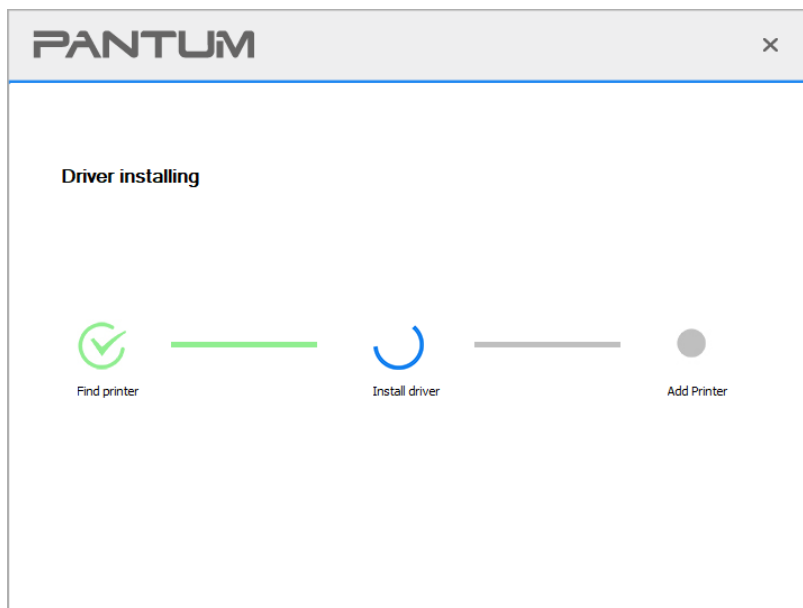 PANTUM
Driver installing
Find printer
Install driver
Add Printer